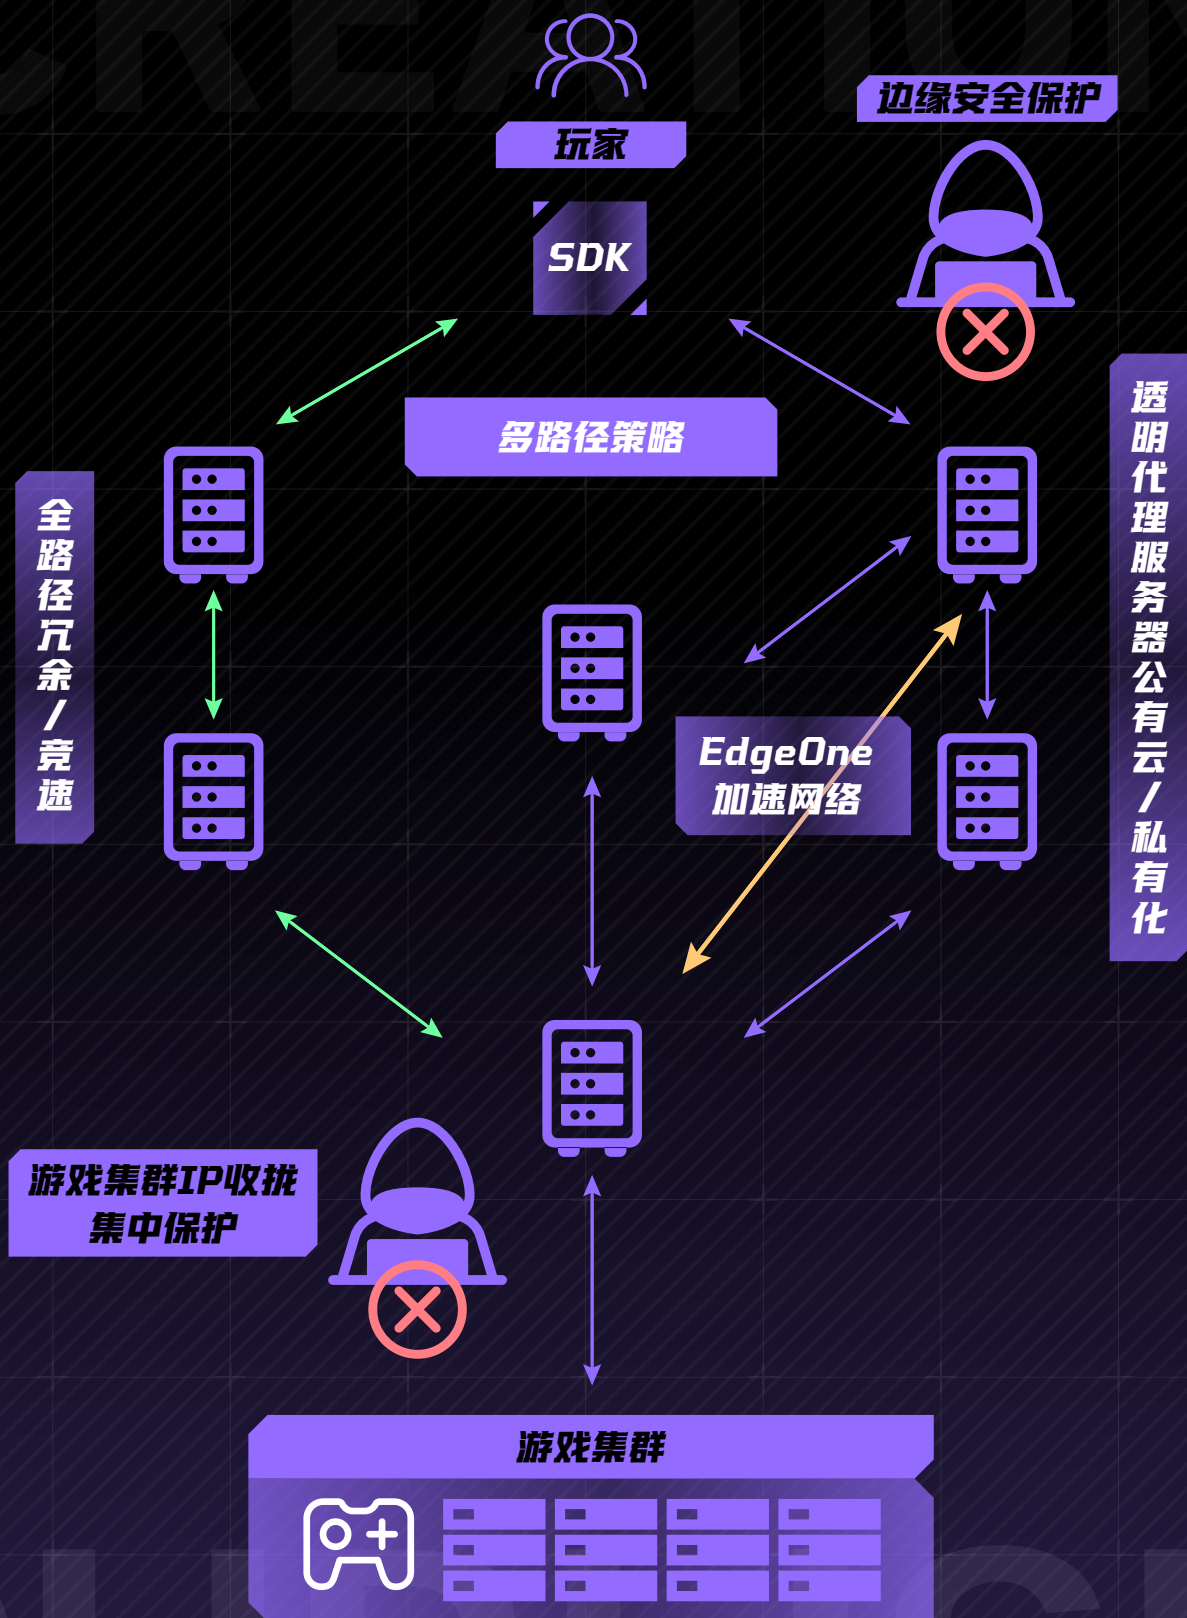 CREATION
边缘安全保护
玩家
SDK
多路径策略
透明代理服务器公有云/私有化
全路径冗余/竞速
EdgeOne
加速网络
游戏集群IP收拢
集中保护
游戏集群